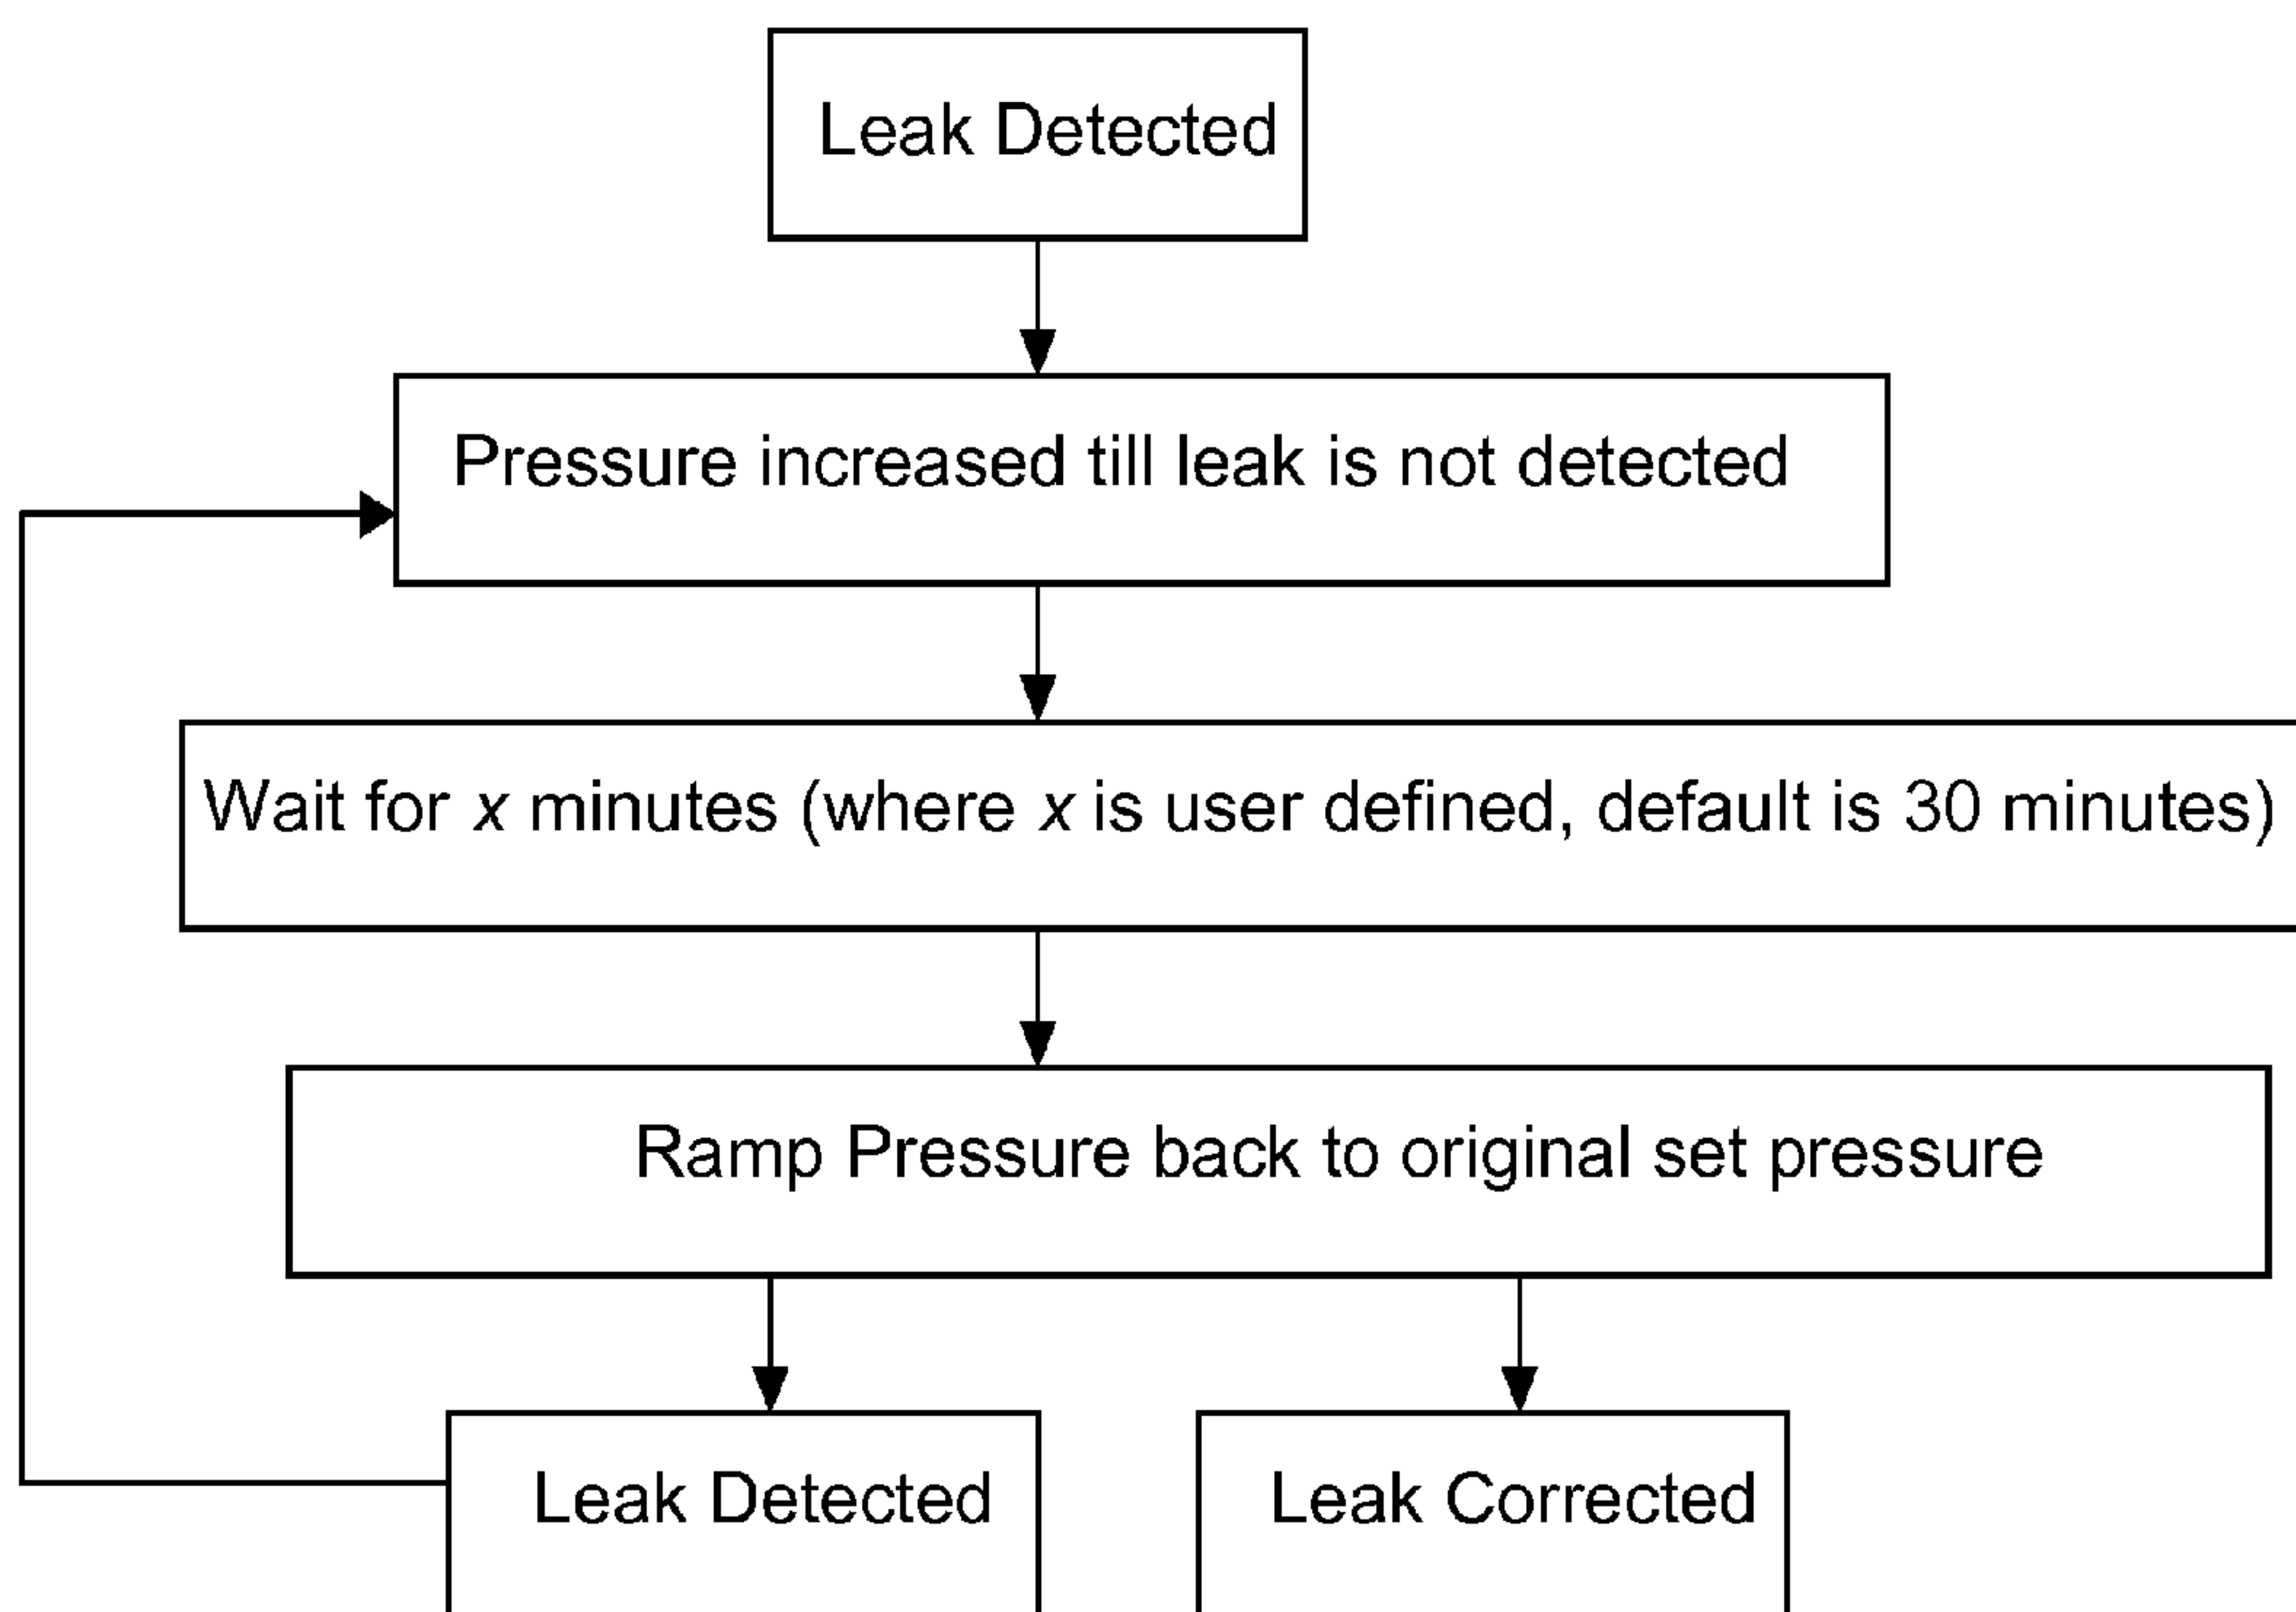 Leak Detected
Pressure increased till leak is not detected
Wait for x minutes (where x is user defined, default is 30 minutes)
Ramp Pressure back to original set pressure
Leak Detected
Leak Corrected